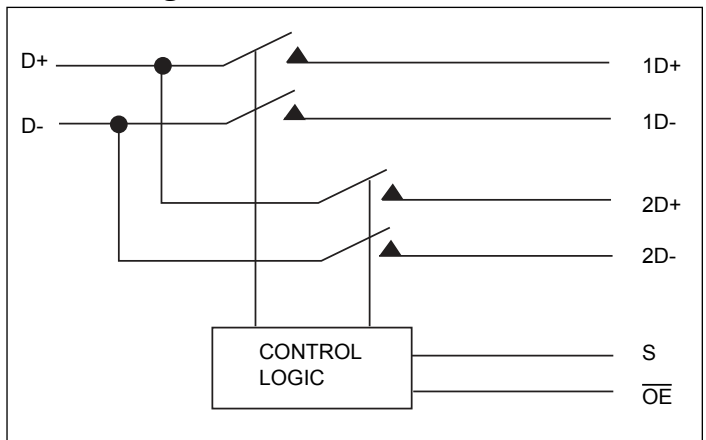 D+
1D+
D-
1D-
2D+
2D-
CONTROL
LOGIC
S
OE